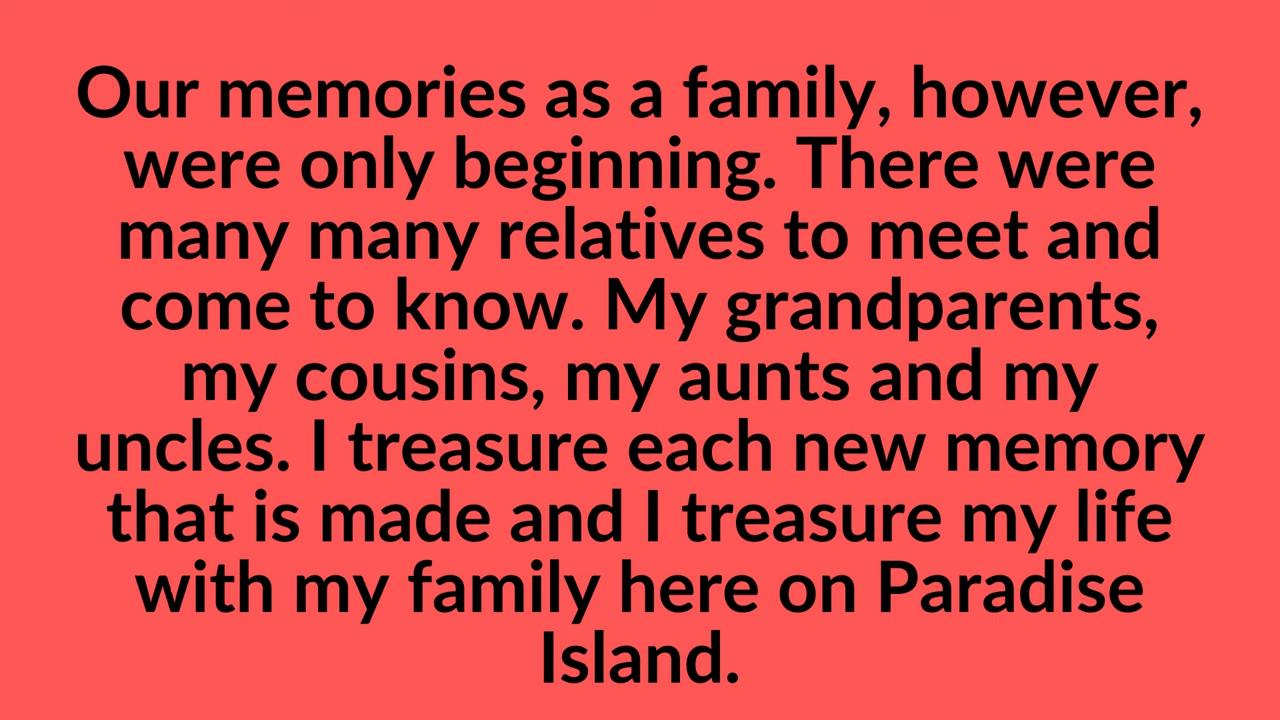 Our memories as a family, however,
were only beginning. There were
many many relatives to meet and
come to know. My grandparents,
my cousins, my aunts and my
uncles. I treasure each new memory
that is made and I treasure my life
with my family here on Paradise
Island.